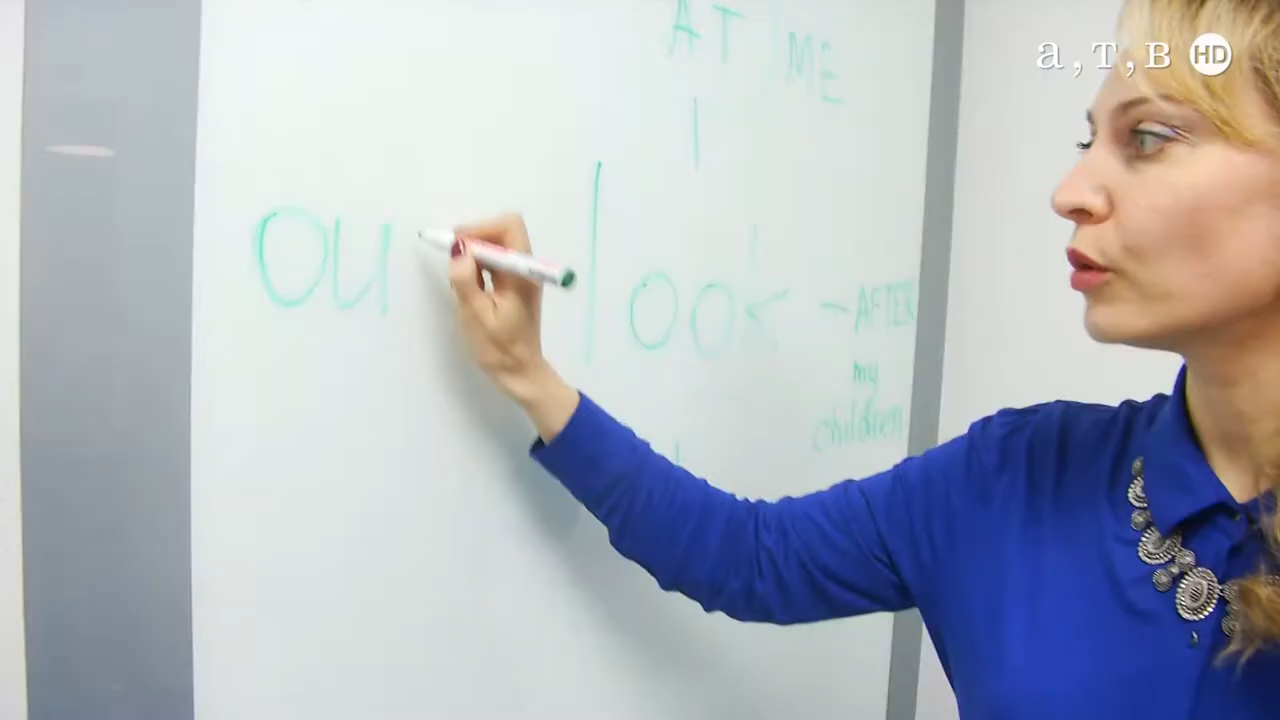 AT ME
OU look - AFTER
my
children
а, т, в HD